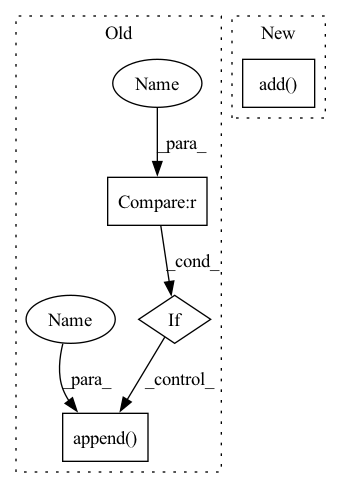 Old
New
Name
add()
_para_
Compare:r
_cond_
Name
If
_para_
_control_
append()